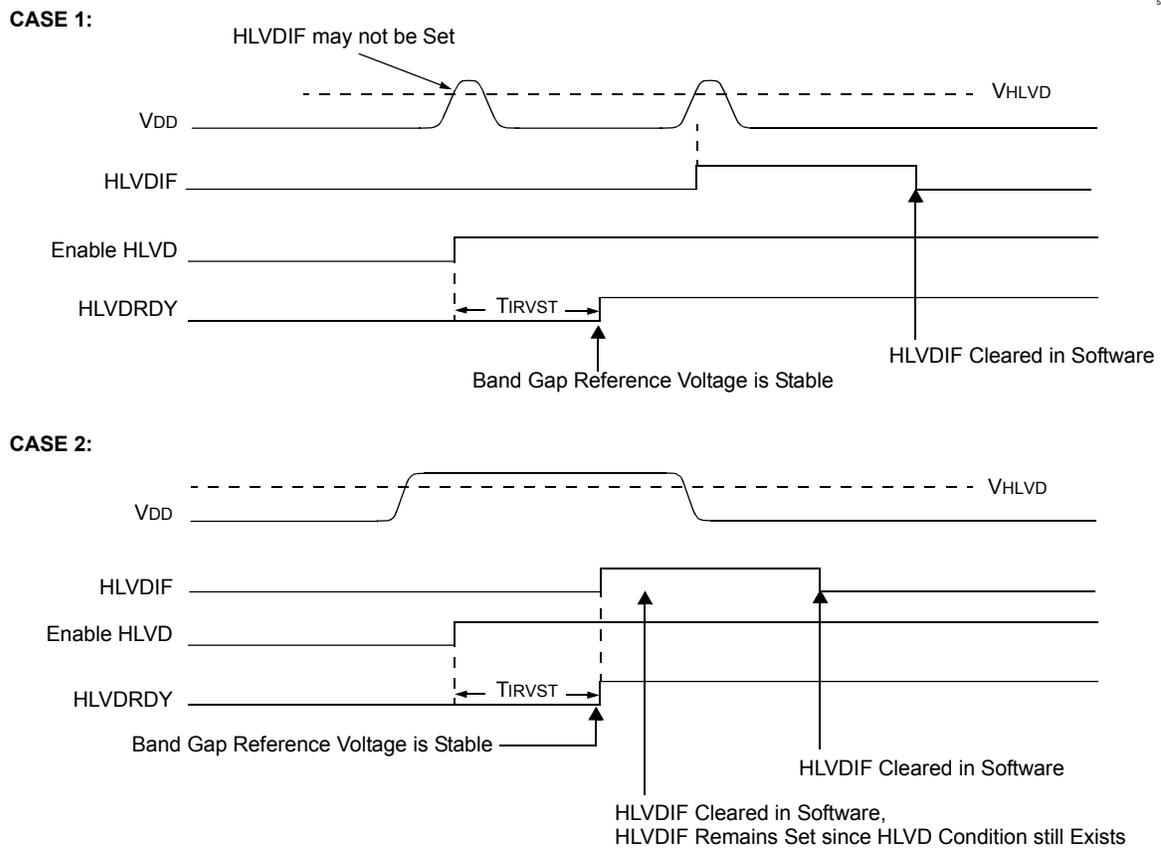 CASE 1:
HLVDIF may not be Set
VHLVD
VDD
HLVDIF
Enable HLVD
HLVDRDY
TIRVST
HLVDIF Cleared in Software
Band Gap Reference Voltage is Stable
CASE 2:
VHLVD
VDD
HLVDIF
Enable HLVD
HLVDRDY
TIRVST
Band Gap Reference Voltage is Stable
HLVDIF Cleared in Software
HLVDIF Cleared in Software,
HLVDIF Remains Set since HLVD Condition still Exists